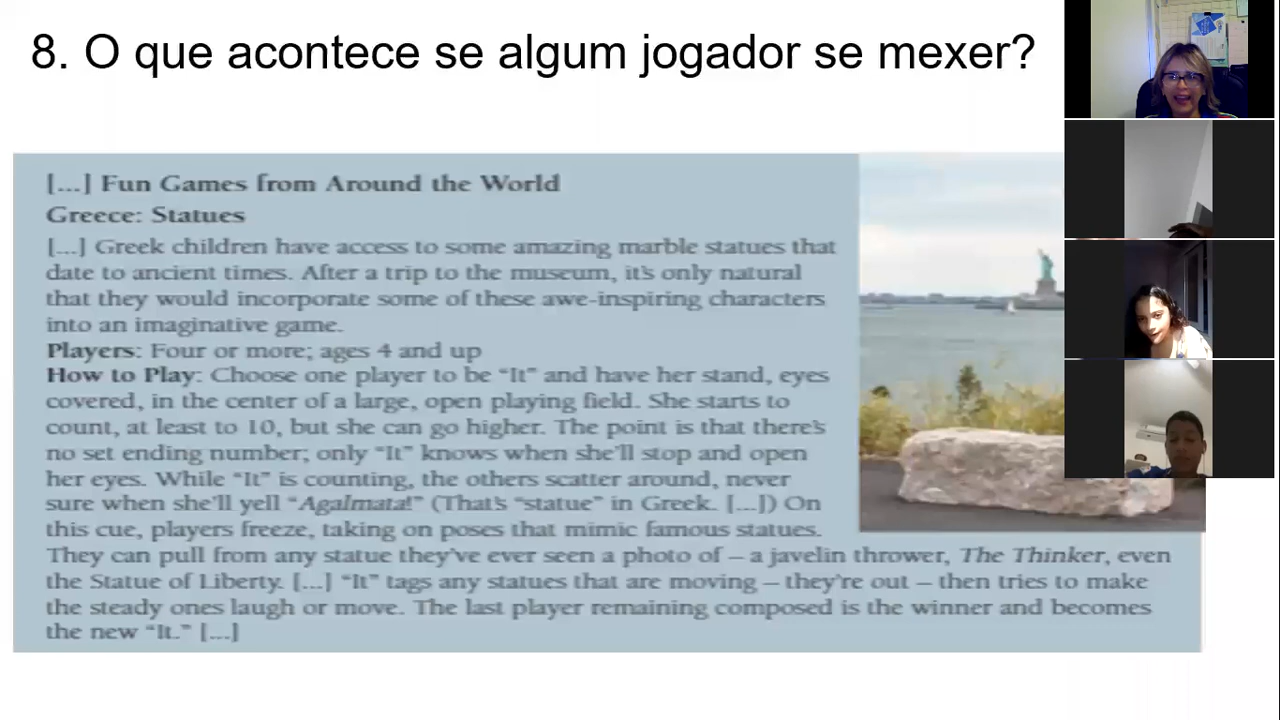 8. O que acontece se algum jogador se mexer?
[...] Fun Games from Around the World
Greece: Statues
[...] Greek children have access to some amazing marble statues that
date to ancient times. After a trip to the museum, it's only natural
that they would incorporate some of these awe-inspiring characters
into an imaginative game.
Players: Four or more; ages 4 and up
How to Play: Choose one player to be "It" and have her stand, eyes
covered, in the center of a large, open playing field. She starts to
count, at least to 10, but she can go higher. The point is that there's
no set ending number; only "It" knows when she'll stop and open
her eyes. While "It" is counting, the others scatter around, never
sure when she'll yell "Agalmata!" (That's "statue" in Greek. [...]) On
this cue, players freeze, taking on poses that mimic famous statues.
They can pull from any statue they've ever seen a photo of – a javelin thrower, The Thinker, even
the Statue of Liberty. [...] "It" tags any statues that are moving – they're out – then tries to make
the steady ones laugh or move. The last player remaining composed is the winner and becomes
the new "It." [...]